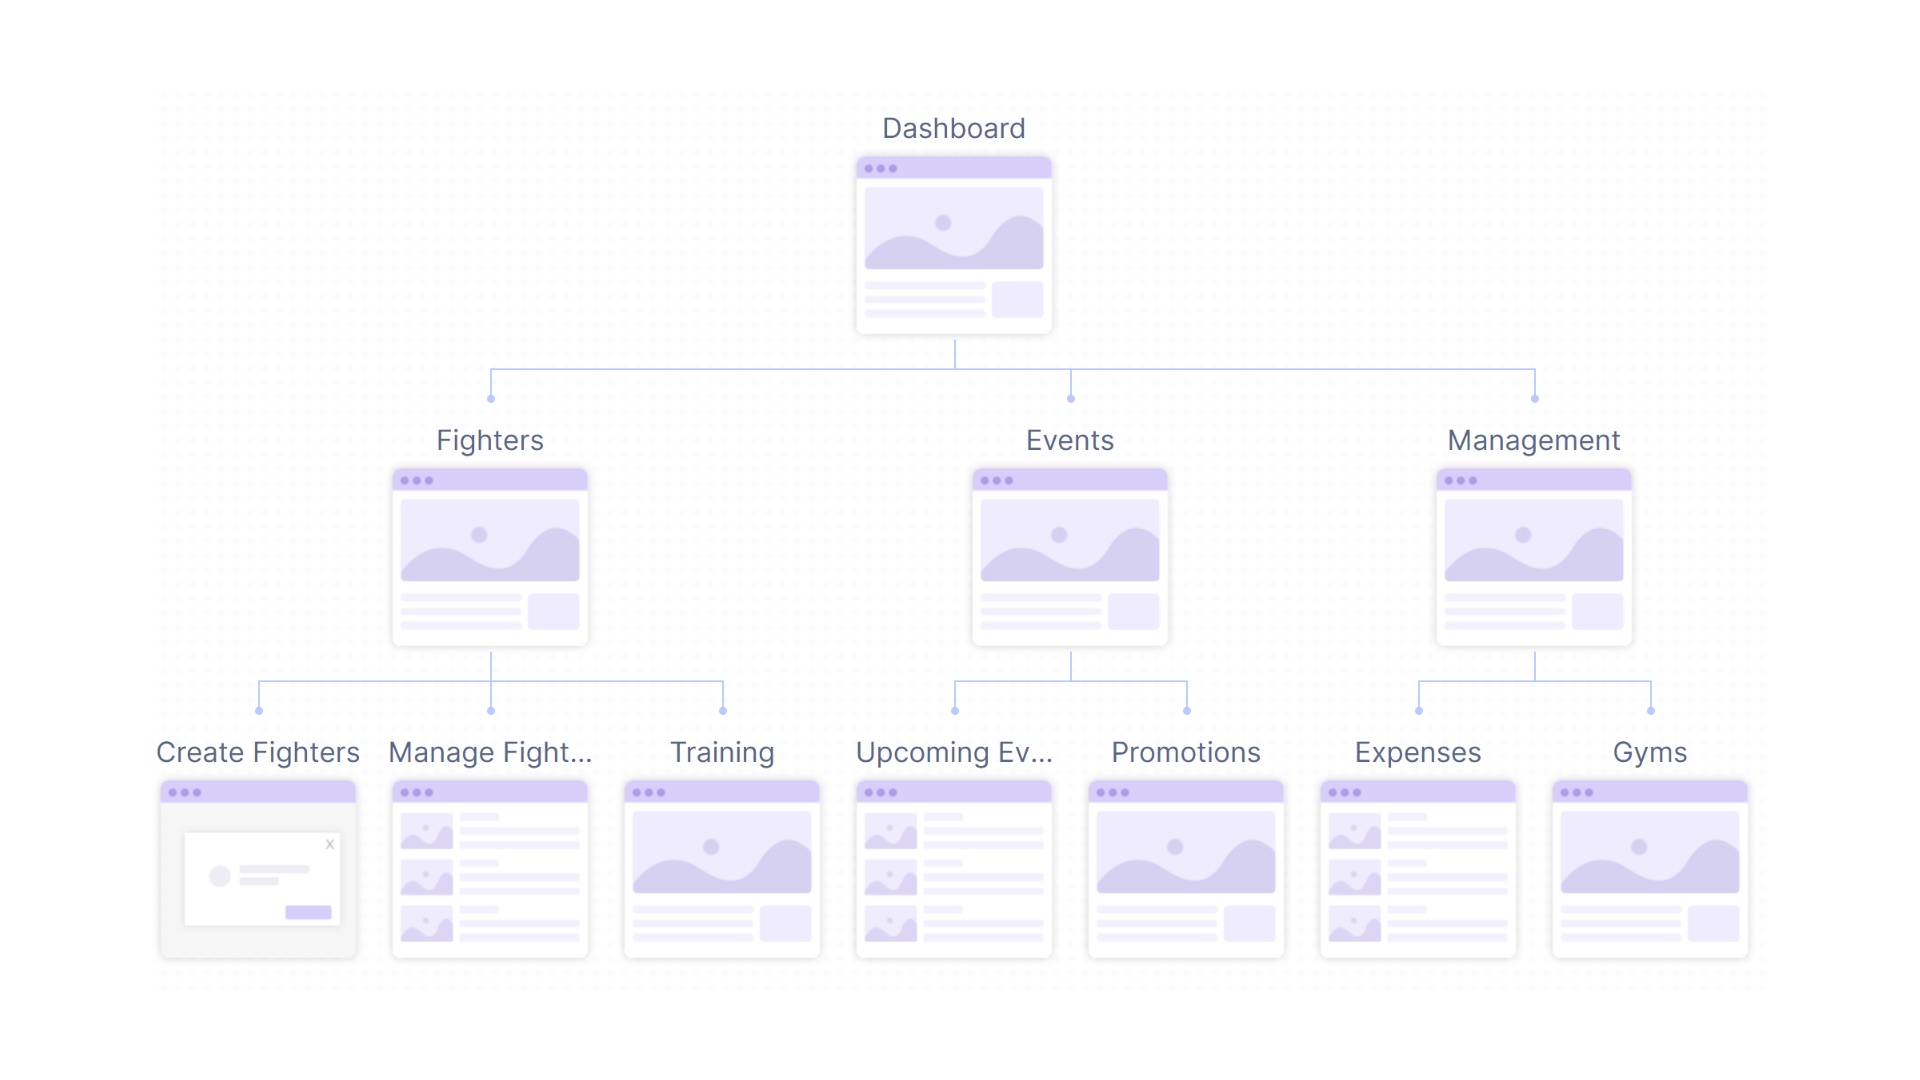 Dashboard
Fighters
Events
Management
Create Fighters
Manage Fight...
Training
Upcoming Ev...
Promotions
Expenses
Gyms
X